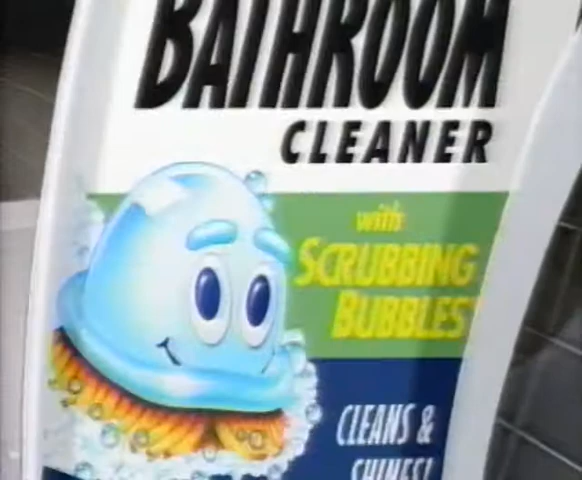 BATHROOM
CLEANER
with
SCRUBBING
BUBBLES
CLEANS &
SHINES!